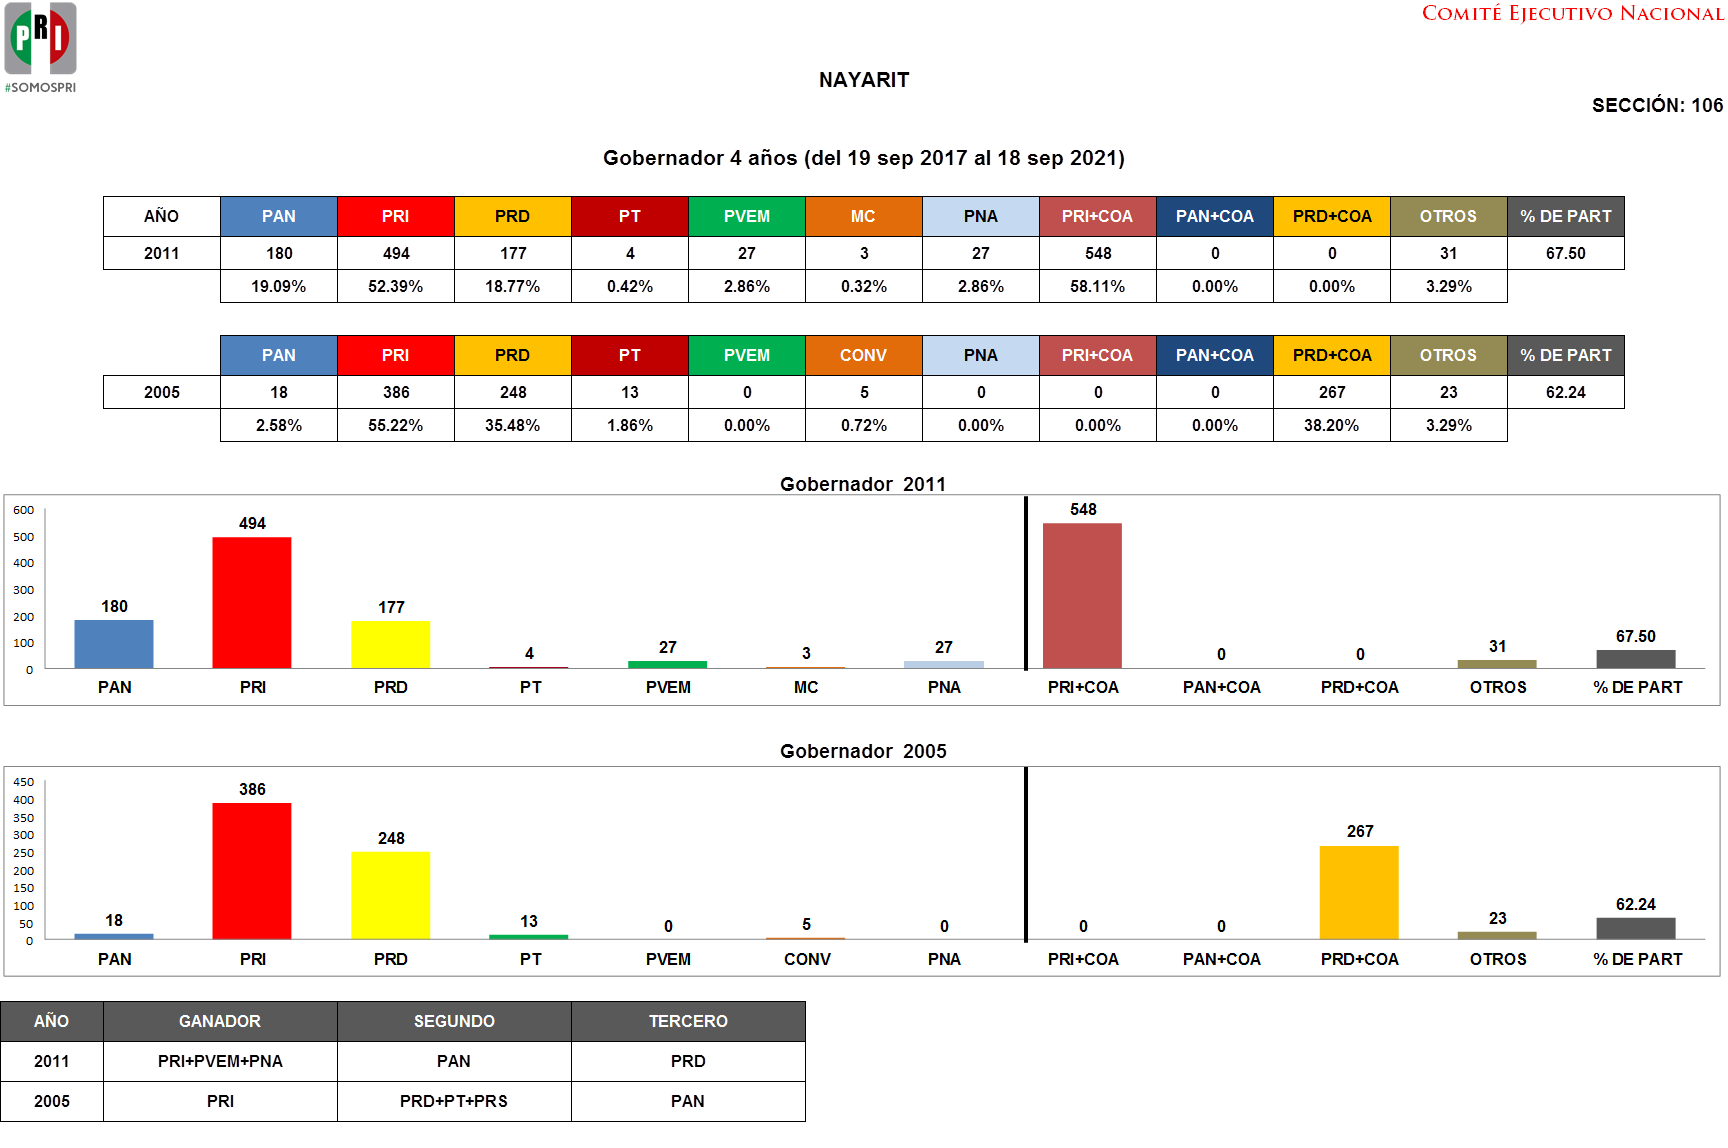 PRI
#SOMOSPRI
COMITÉ EJECUTIVO NACIONAL
NAYARIT
SECCIÓN: 106
Gobernador 4 años (del 19 sep 2017 al 18 sep 2021)
AÑO PAN PRI PRD PT PVEM MC PNA PRI+COA PAN+COA PRD+COA OTROS % DE PART
2011 180 494 177 4 27 3 27 548 0 0 31 67.50
19.09% 52.39% 18.77% 0.42% 2.86% 0.32% 2.86% 58.11% 0.00% 0.00% 3.29%
PAN PRI PRD PT PVEM CONV PNA PRI+COA PAN+COA PRD+COA OTROS % DE PART
2005 18 386 248 13 0 5 0 0 0 267 23 62.24
2.58% 55.22% 35.48% 1.86% 0.00% 0.72% 0.00% 0.00% 0.00% 38.20% 3.29%
Gobernador 2011
600
500
400
300
200
100
0
180 494 177 4 27 3 27 548 0 0 31 67.50
PAN PRI PRD PT PVEM MC PNA PRI+COA PAN+COA PRD+COA OTROS % DE PART
Gobernador 2005
450
400
350
300
250
200
150
100
50
0
18 386 248 13 0 5 0 0 0 267 23 62.24
PAN PRI PRD PT PVEM CONV PNA PRI+COA PAN+COA PRD+COA OTROS % DE PART
AÑO GANADOR SEGUNDO TERCERO
2011 PRI+PVEM+PNA PAN PRD
2005 PRI PRD+PT+PRS PAN